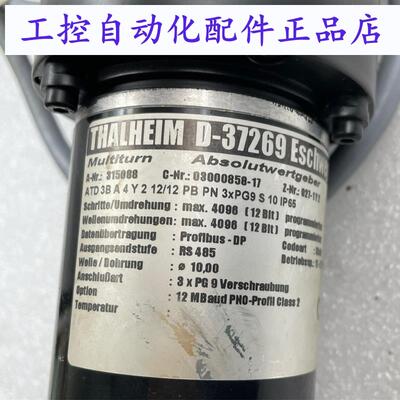 工控自动化配件正品店
THALHEIM D-37269
Multiturn Absolutwertgeber
A-Nr.: 315088 C-Nr.: 03000858-17 Z-Nr.:
ATD 3B A 4 Y 2 12/12 PB PN 3xPG9 S 10 IP65
Schritte/Umdrehung : max. 4096 (12 Bit)
Wellenumdrehungen : max. 4096 (12 Bit)
Datenübertragung : Profibus - DP
Ausgangsendstufe : RS 485
Welle / Bohrung : ø 10,00
Anschlußart : 3 x PG 9 Verschraubung
Option : 12 MBaud PNO-Profil Class 2
Temperatur :